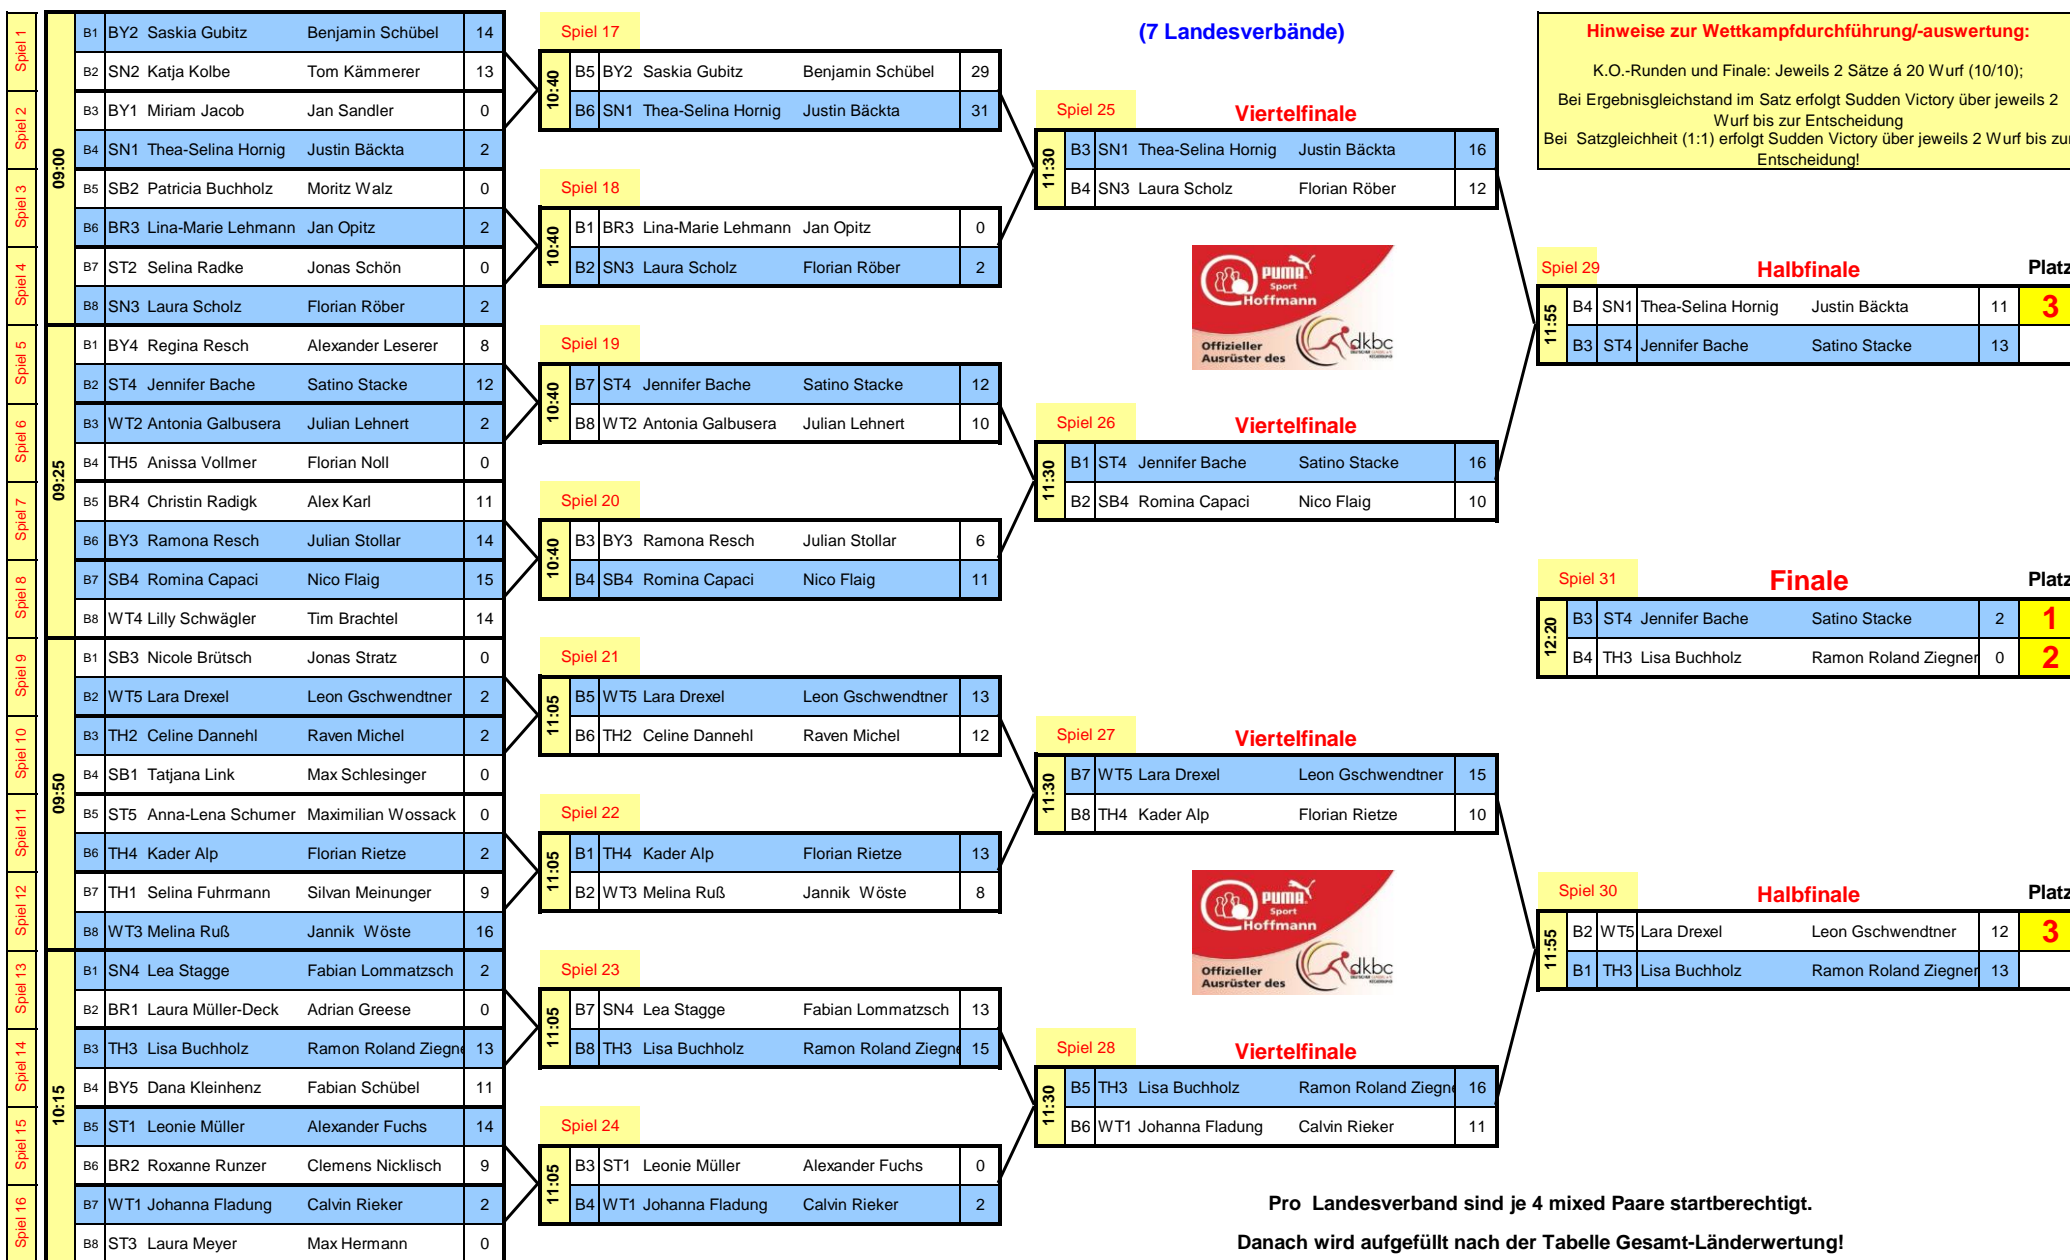 Spiel 1
Spiel 2
Spiel 3
Spiel 4
Spiel 5
Spiel 6
Spiel 7
Spiel 8
Spiel 9
Spiel 10
Spiel 11
Spiel 12
Spiel 13
Spiel 14
Spiel 15
Spiel 16
09:00
B1 BY2 Saskia Gubitz Benjamin Schübel 14
B2 SN2 Katja Kolbe Tom Kämmerer 13
B3 BY1 Miriam Jacob Jan Sandler 0
B4 SN1 Thea-Selina Hornig Justin Bäckta 2
B5 SB2 Patricia Buchholz Moritz Walz 0
B6 BR3 Lina-Marie Lehmann Jan Opitz 2
B7 ST2 Selina Radke Jonas Schön 0
B8 SN3 Laura Scholz Florian Röber 2
09:25
B1 BY4 Regina Resch Alexander Leserer 8
B2 ST4 Jennifer Bache Satino Stacke 12
B3 WT2 Antonia Galbusera Julian Lehnert 2
B4 TH5 Anissa Vollmer Florian Noll 0
B5 BR4 Christin Radigk Alex Karl 11
B6 BY3 Ramona Resch Julian Stollar 14
B7 SB4 Romina Capaci Nico Flaig 15
B8 WT4 Lilly Schwägler Tim Brachtel 14
09:50
B1 SB3 Nicole Brütsch Jonas Stratz 0
B2 WT5 Lara Drexel Leon Gschwendtner 2
B3 TH2 Celine Dannehl Raven Michel 2
B4 SB1 Tatjana Link Max Schlesinger 0
B5 ST5 Anna-Lena Schumer Maximilian Wossack 0
B6 TH4 Kader Alp Florian Rietze 2
B7 TH1 Selina Fuhrmann Silvan Meinunger 9
B8 WT3 Melina Ruß Jannik Wöste 16
10:15
B1 SN4 Lea Stagge Fabian Lommatzsch 2
B2 BR1 Laura Müller-Deck Adrian Greese 0
B3 TH3 Lisa Buchholz Ramon Roland Ziegne 13
B4 BY5 Dana Kleinhenz Fabian Schübel 11
B5 ST1 Leonie Müller Alexander Fuchs 14
B6 BR2 Roxanne Runzer Clemens Nicklisch 9
B7 WT1 Johanna Fladung Calvin Rieker 2
B8 ST3 Laura Meyer Max Hermann 0
Spiel 17
10:40
B5 BY2 Saskia Gubitz Benjamin Schübel 29
B6 SN1 Thea-Selina Hornig Justin Bäckta 31
Spiel 18
10:40
B1 BR3 Lina-Marie Lehmann Jan Opitz 0
B2 SN3 Laura Scholz Florian Röber 2
Spiel 19
10:40
B7 ST4 Jennifer Bache Satino Stacke 12
B8 WT2 Antonia Galbusera Julian Lehnert 10
Spiel 20
10:40
B3 BY3 Ramona Resch Julian Stollar 6
B4 SB4 Romina Capaci Nico Flaig 11
Spiel 21
11:05
B5 WT5 Lara Drexel Leon Gschwendtner 13
B6 TH2 Celine Dannehl Raven Michel 12
Spiel 22
11:05
B1 TH4 Kader Alp Florian Rietze 13
B2 WT3 Melina Ruß Jannik Wöste 8
Spiel 23
11:05
B7 SN4 Lea Stagge Fabian Lommatzsch 13
B8 TH3 Lisa Buchholz Ramon Roland Ziegne 15
Spiel 24
11:05
B3 ST1 Leonie Müller Alexander Fuchs 0
B4 WT1 Johanna Fladung Calvin Rieker 2
(7 Landesverbände)
Spiel 25 Viertelfinale
11:30
B3 SN1 Thea-Selina Hornig Justin Bäckta 16
B4 SN3 Laura Scholz Florian Röber 12
PUMA
Sport
Hoffmann
Offizieller
Ausrüster des
dkbc
Spiel 26 Viertelfinale
11:30
B1 ST4 Jennifer Bache Satino Stacke 16
B2 SB4 Romina Capaci Nico Flaig 10
Spiel 27 Viertelfinale
11:30
B7 WT5 Lara Drexel Leon Gschwendtner 15
B8 TH4 Kader Alp Florian Rietze 10
PUMA
Sport
Hoffmann
Offizieller
Ausrüster des
dkbc
Spiel 28 Viertelfinale
11:30
B5 TH3 Lisa Buchholz Ramon Roland Ziegne 16
B6 WT1 Johanna Fladung Calvin Rieker 11
Hinweise zur Wettkampfdurchführung/-auswertung:
K.O.-Runden und Finale: Jeweils 2 Sätze á 20 Wurf (10/10);
Bei Ergebnisgleichstand im Satz erfolgt Sudden Victory über jeweils 2
Wurf bis zur Entscheidung
Bei Satzgleichheit (1:1) erfolgt Sudden Victory über jeweils 2 Wurf bis zur
Entscheidung!
Spiel 29 Halbfinale Platz
11:55
B4 SN1 Thea-Selina Hornig Justin Bäckta 11 3
B3 ST4 Jennifer Bache Satino Stacke 13
Spiel 31 Finale Platz
12:20
B3 ST4 Jennifer Bache Satino Stacke 2 1
B4 TH3 Lisa Buchholz Ramon Roland Ziegner 0 2
Spiel 30 Halbfinale Platz
11:55
B2 WT5 Lara Drexel Leon Gschwendtner 12 3
B1 TH3 Lisa Buchholz Ramon Roland Ziegner 13
Pro Landesverband sind je 4 mixed Paare startberechtigt.
Danach wird aufgefüllt nach der Tabelle Gesamt-Länderwertung!